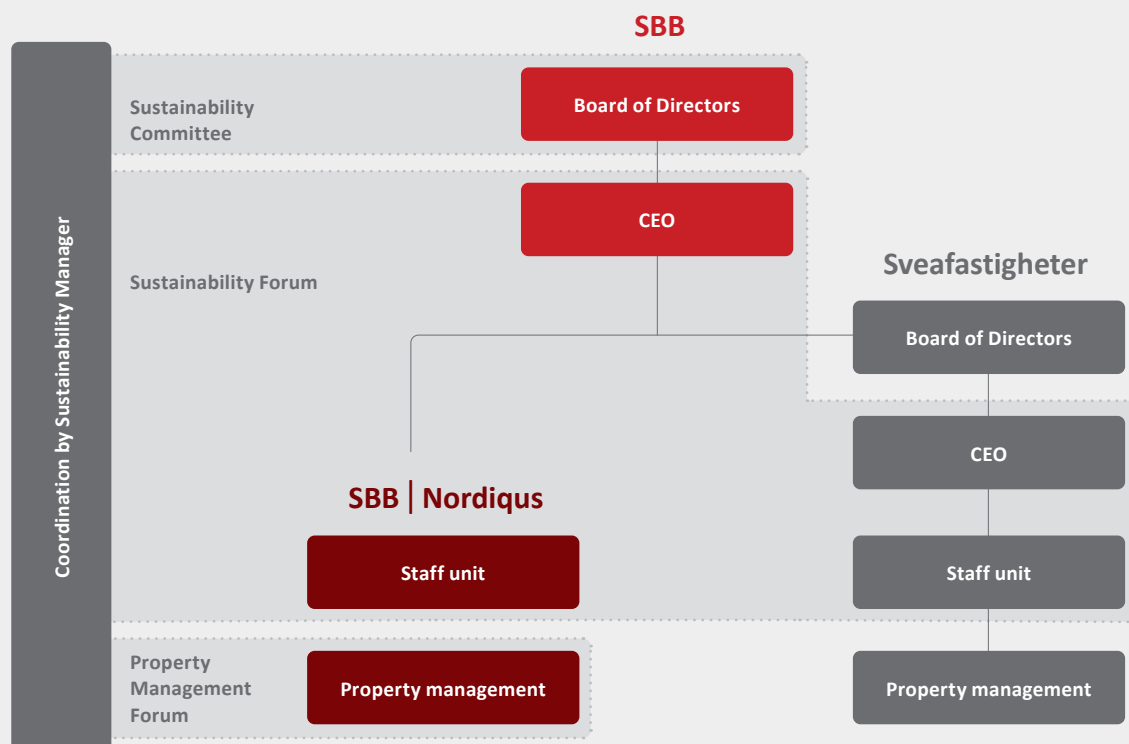 SBB
Coordination by Sustainability Manager
Sustainability
Committee
Board of Directors
Sustainability Forum
CEO
Sveafastigheter
Board of Directors
CEO
SBB | Nordiqus
Staff unit
Staff unit
Property
Management
Forum
Property management
Property management